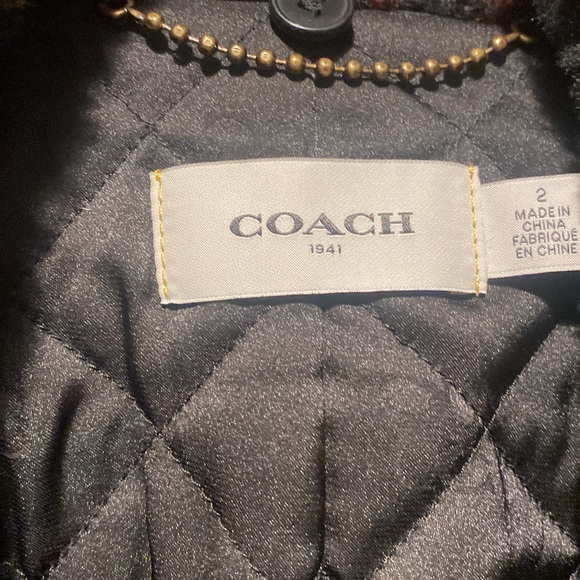 COACH
1941
2
MADE IN
CHINA
FABRIQUÉ
EN CHINE